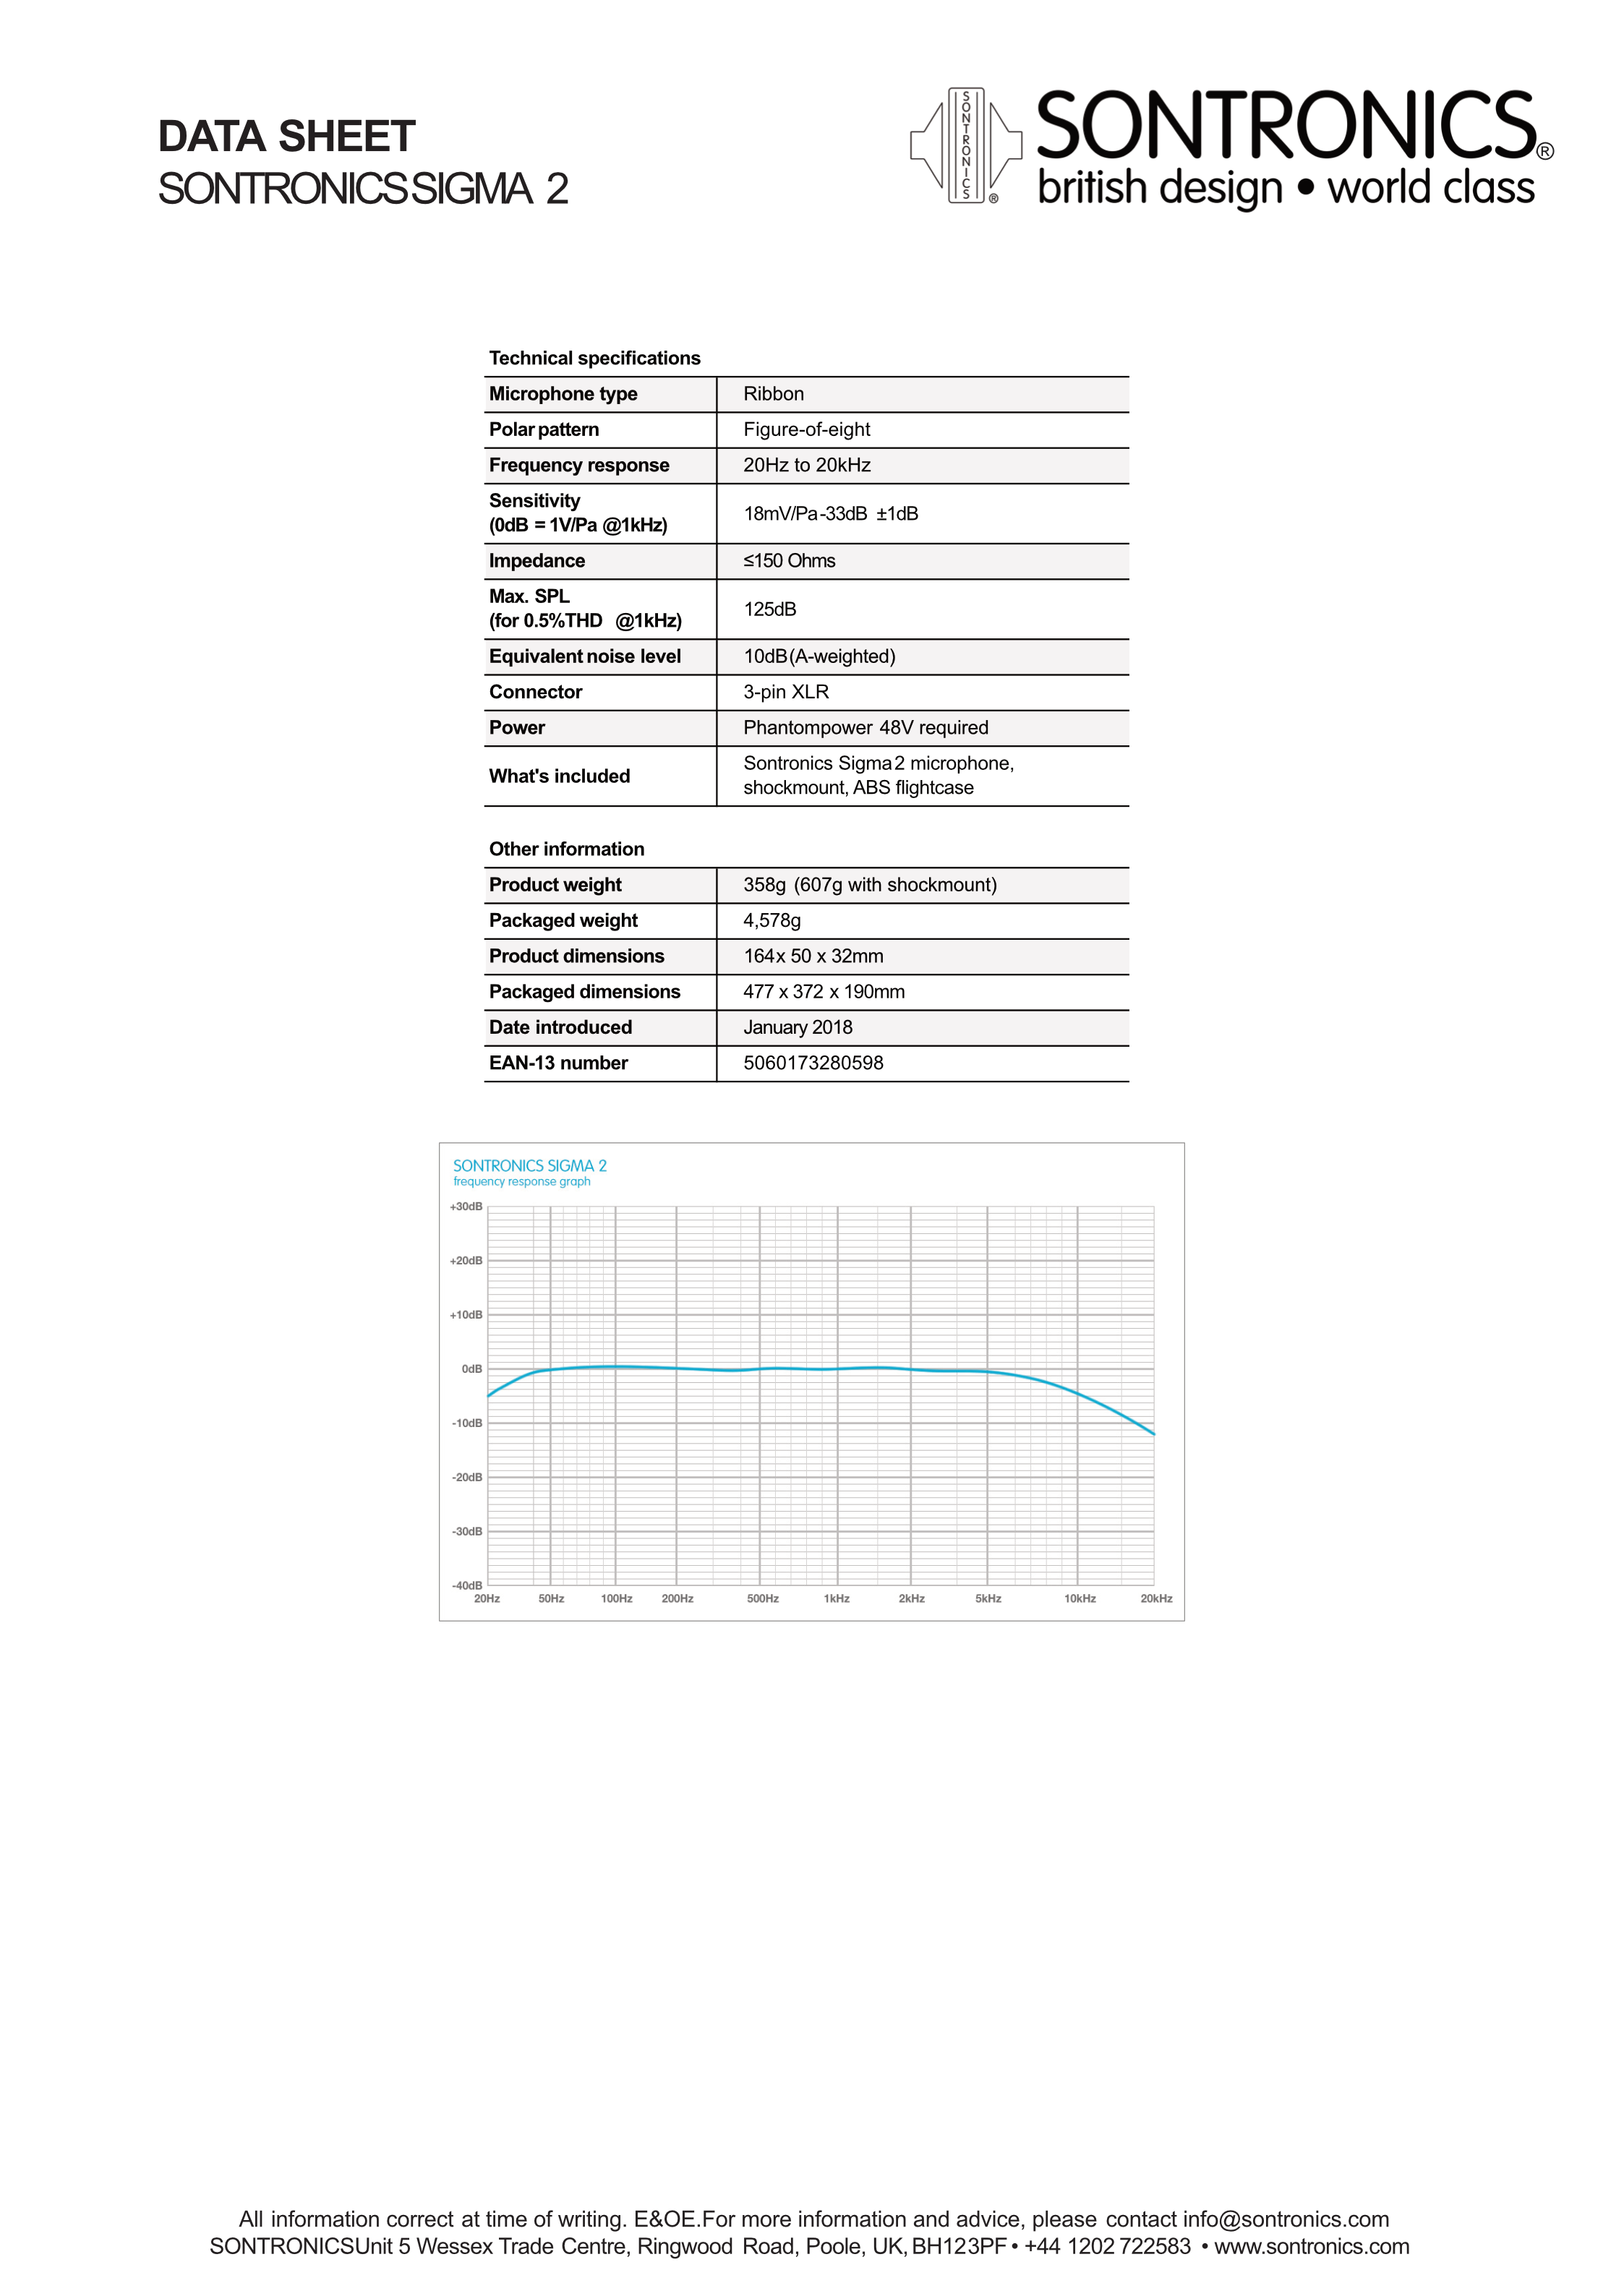 DATA SHEET
SONTRONICS SIGMA 2
SONTRONICS®
SONTRONICS®
british design • world class
Technical specifications
Microphone type Ribbon
Polar pattern Figure-of-eight
Frequency response 20Hz to 20kHz
Sensitivity
(0dB = 1V/Pa @1kHz) 18mV/Pa -33dB ±1dB
Impedance ≤150 Ohms
Max. SPL
(for 0.5%THD @1kHz) 125dB
Equivalent noise level 10dB (A-weighted)
Connector 3-pin XLR
Power Phantompower 48V required
What's included Sontronics Sigma 2 microphone,
shockmount, ABS flightcase
Other information
Product weight 358g (607g with shockmount)
Packaged weight 4,578g
Product dimensions 164x 50 x 32mm
Packaged dimensions 477 x 372 x 190mm
Date introduced January 2018
EAN-13 number 5060173280598
SONTRONICS SIGMA 2
frequency response graph
+30dB
+20dB
+10dB
0dB
-10dB
-20dB
-30dB
-40dB
20Hz 50Hz 100Hz 200Hz 500Hz 1kHz 2kHz 5kHz 10kHz 20kHz
All information correct at time of writing. E&OE.For more information and advice, please contact info@sontronics.com
SONTRONICSUnit 5 Wessex Trade Centre, Ringwood Road, Poole, UK, BH123PF • +44 1202 722583 • www.sontronics.com